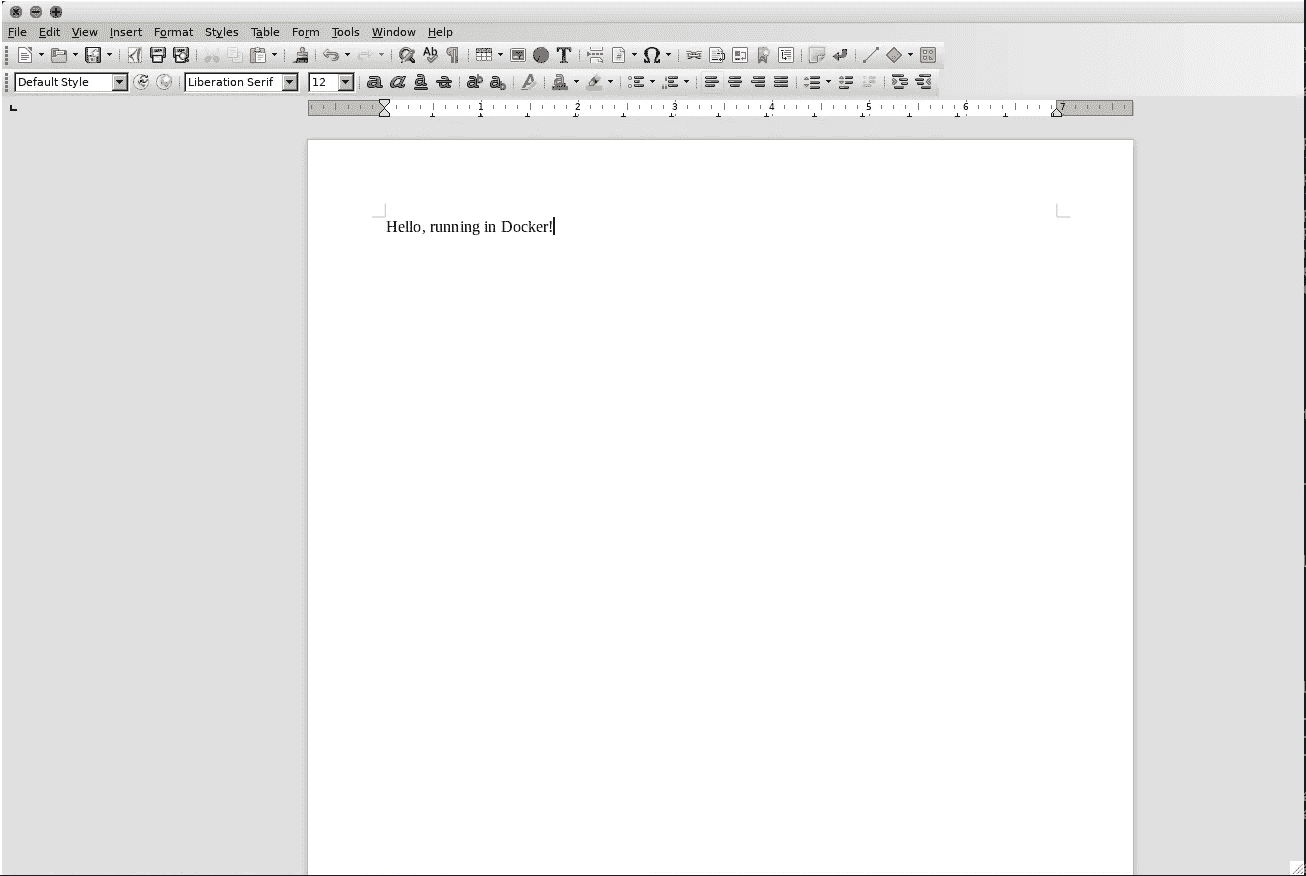 File Edit View Insert Format Styles Table Form Tools Window Help
Default Style Liberation Serif 12
1 2 3 4 5 6 7
Hello, running in Docker!